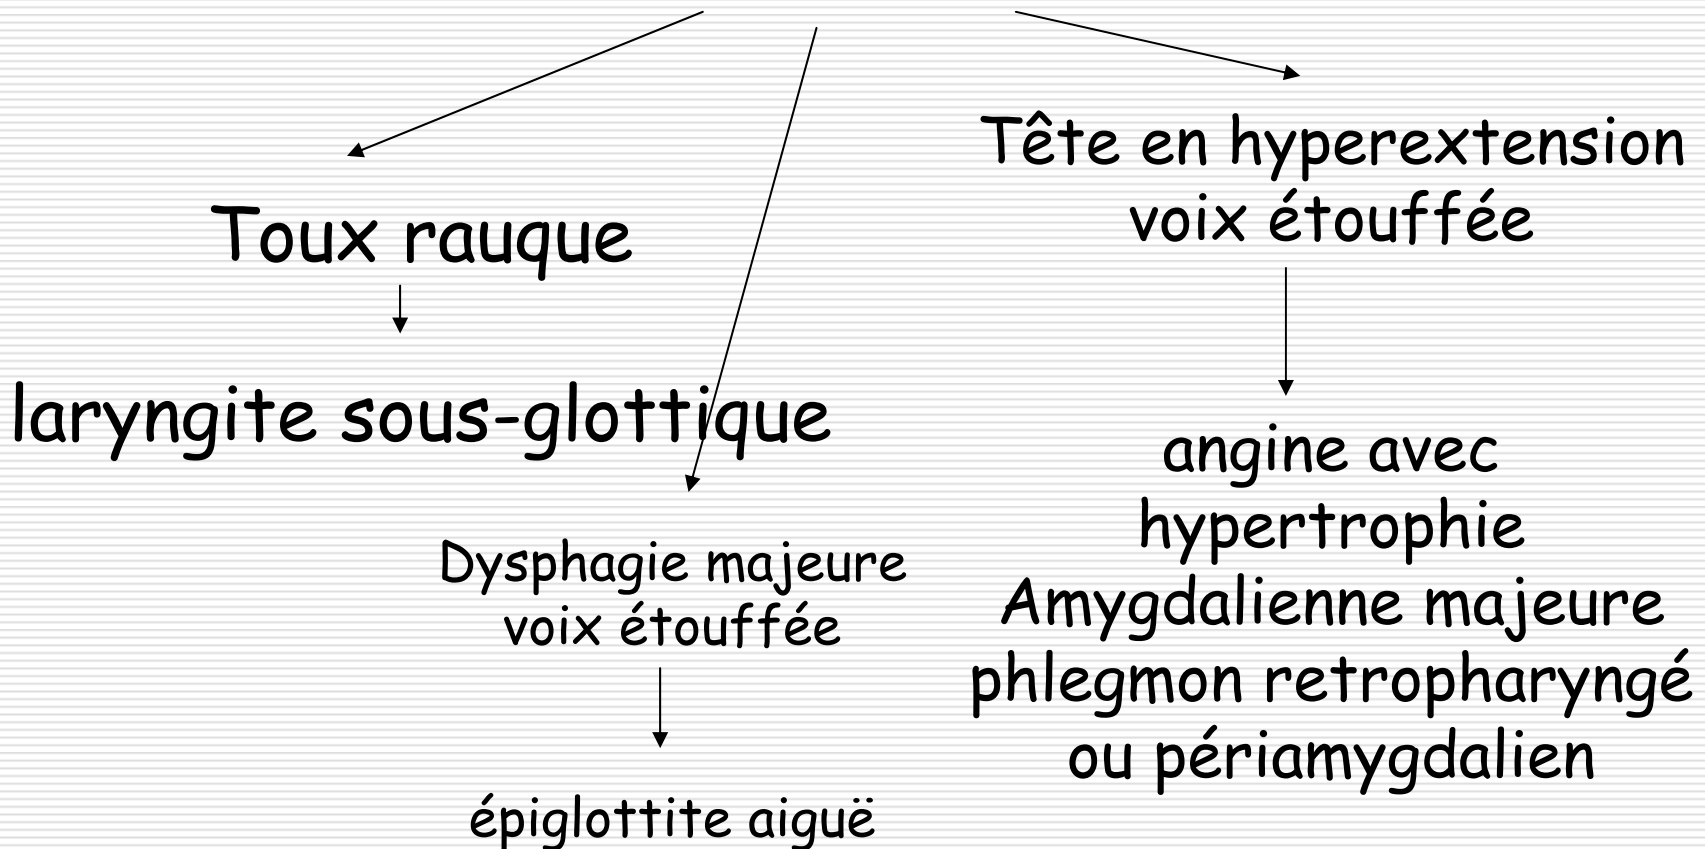 Toux rauque
laryngite sous-glottique
Dysphagie majeure
voix étouffée
épiglottite aiguë
Tête en hyperextension
voix étouffée
angine avec
hypertrophie
Amygdalienne majeure
phlegmon retropharyngé
ou périamygdalien